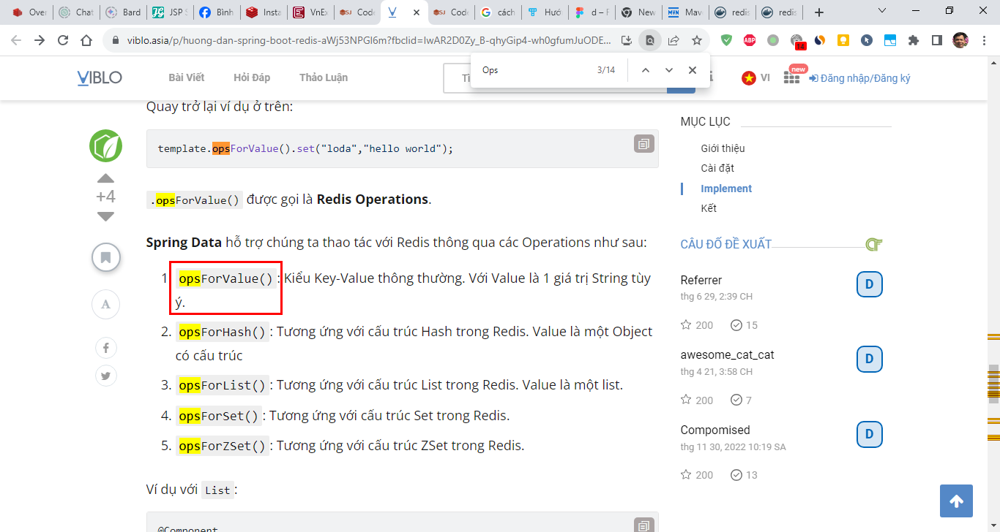 Over
Chat
Bard
JSP S
Bình
Insta
VnEx
Code
Code
cách
Hướ
d – F
New
Mave
redis
redis
viblo.asia/p/huong-dan-spring-boot-redis-aWj53NPGl6m?fbclid=IwAR2D0Zy_B-qhyGip4-wh0gfumJuODE...
ABP
14
Ops
3/14
VIBLO
Bài Viết
Hỏi Đáp
Thảo Luận
Tì
VI
new
Đăng nhập/Đăng ký
Quay trở lại ví dụ ở trên:
template.opsForValue().set("loda","hello world");
.opsForValue() được gọi là Redis Operations.
Spring Data hỗ trợ chúng ta thao tác với Redis thông qua các Operations như sau:
1 opsForValue() : Kiểu Key-Value thông thường. Với Value là 1 giá trị String tùy
ý.
2. opsForHash() : Tương ứng với cấu trúc Hash trong Redis. Value là một Object
có cấu trúc
3. opsForList() : Tương ứng với cấu trúc List trong Redis. Value là một list.
4. opsForSet() : Tương ứng với cấu trúc Set trong Redis.
5. opsForZSet() : Tương ứng với cấu trúc ZSet trong Redis.
Ví dụ với List :
@Component
+4
A
MỤC LỤC
Giới thiệu
Cài đặt
Implement
Kết
CÂU ĐỐ ĐỀ XUẤT
Referrer
D
thg 6 29, 2:39 CH
200
15
awesome_cat_cat
D
thg 4 21, 3:58 CH
200
7
Compomised
D
thg 11 30, 2022 10:19 SA
200
13